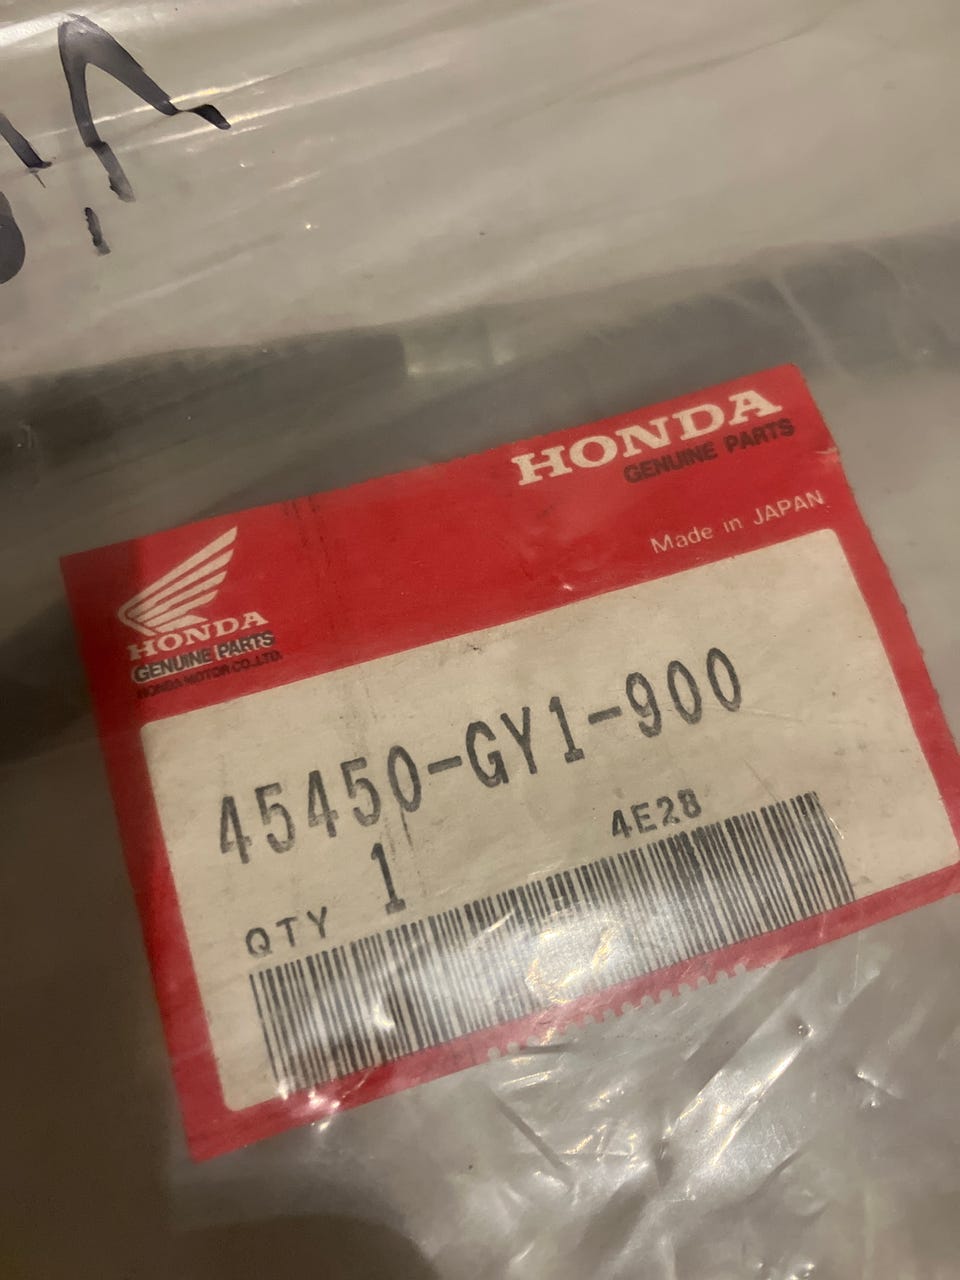 HONDA
GENUINE PARTS
Made in JAPAN
HONDA
GENUINE PARTS
HONDA MOTOR CO.,LTD.
45450-GY1-900
4E28
QTY 1